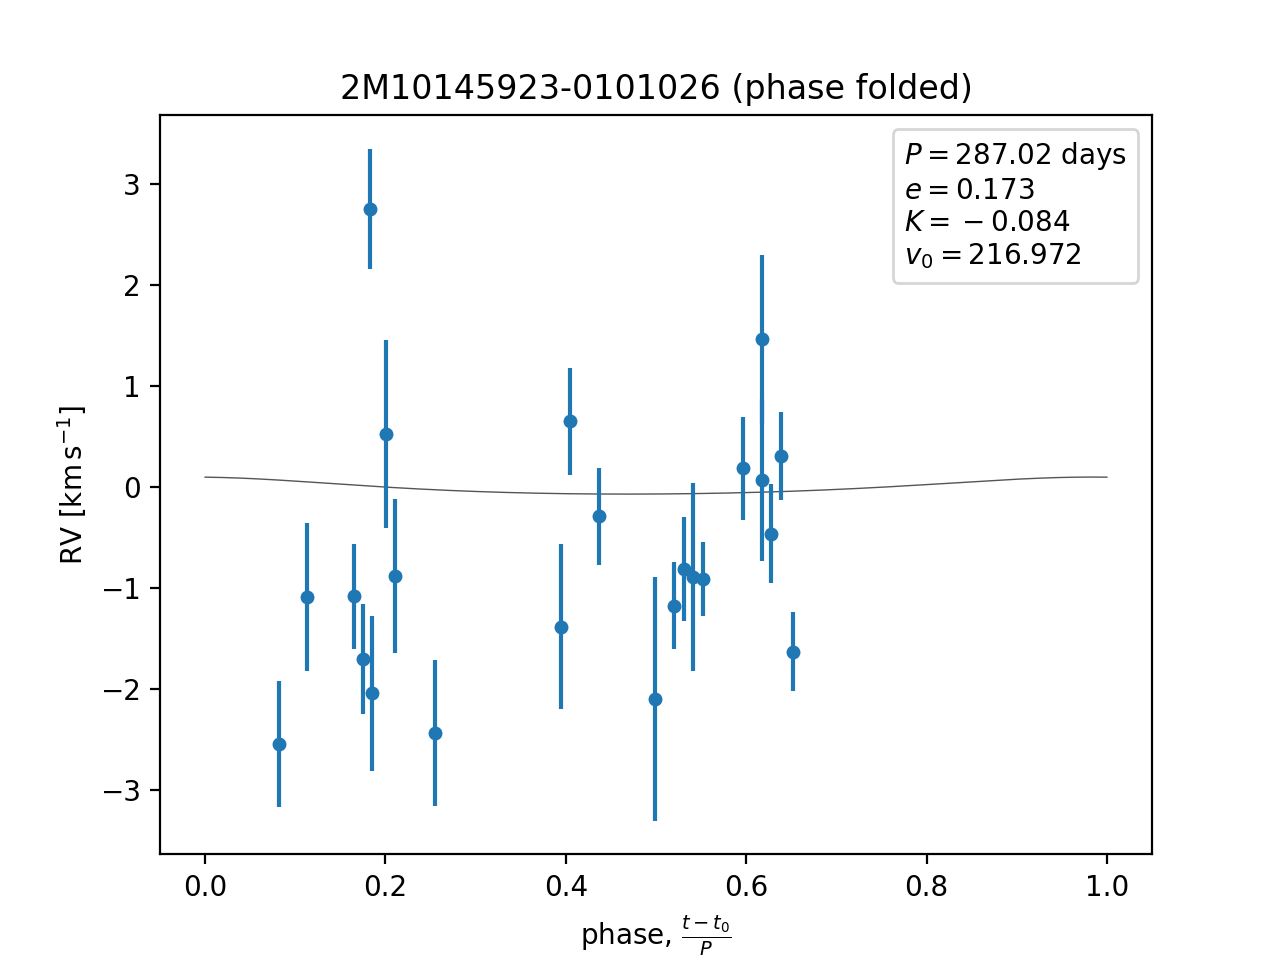 2M10145923-0101026 (phase folded)
P = 287.02 days
e = 0.173
K = −0.084
v₀ = 216.972
RV [km s⁻¹]
3
2
1
0
−1
−2
−3
0.0 0.2 0.4 0.6 0.8 1.0
phase, (t − t₀)/P